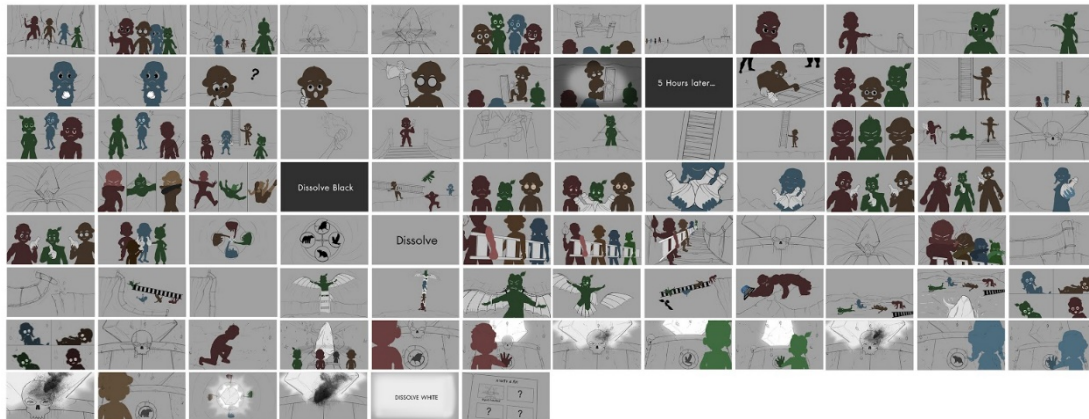 ?
5 Hours later...
Dissolve Black
Dissolve
DISSOLVE WHITE
? 
? ?